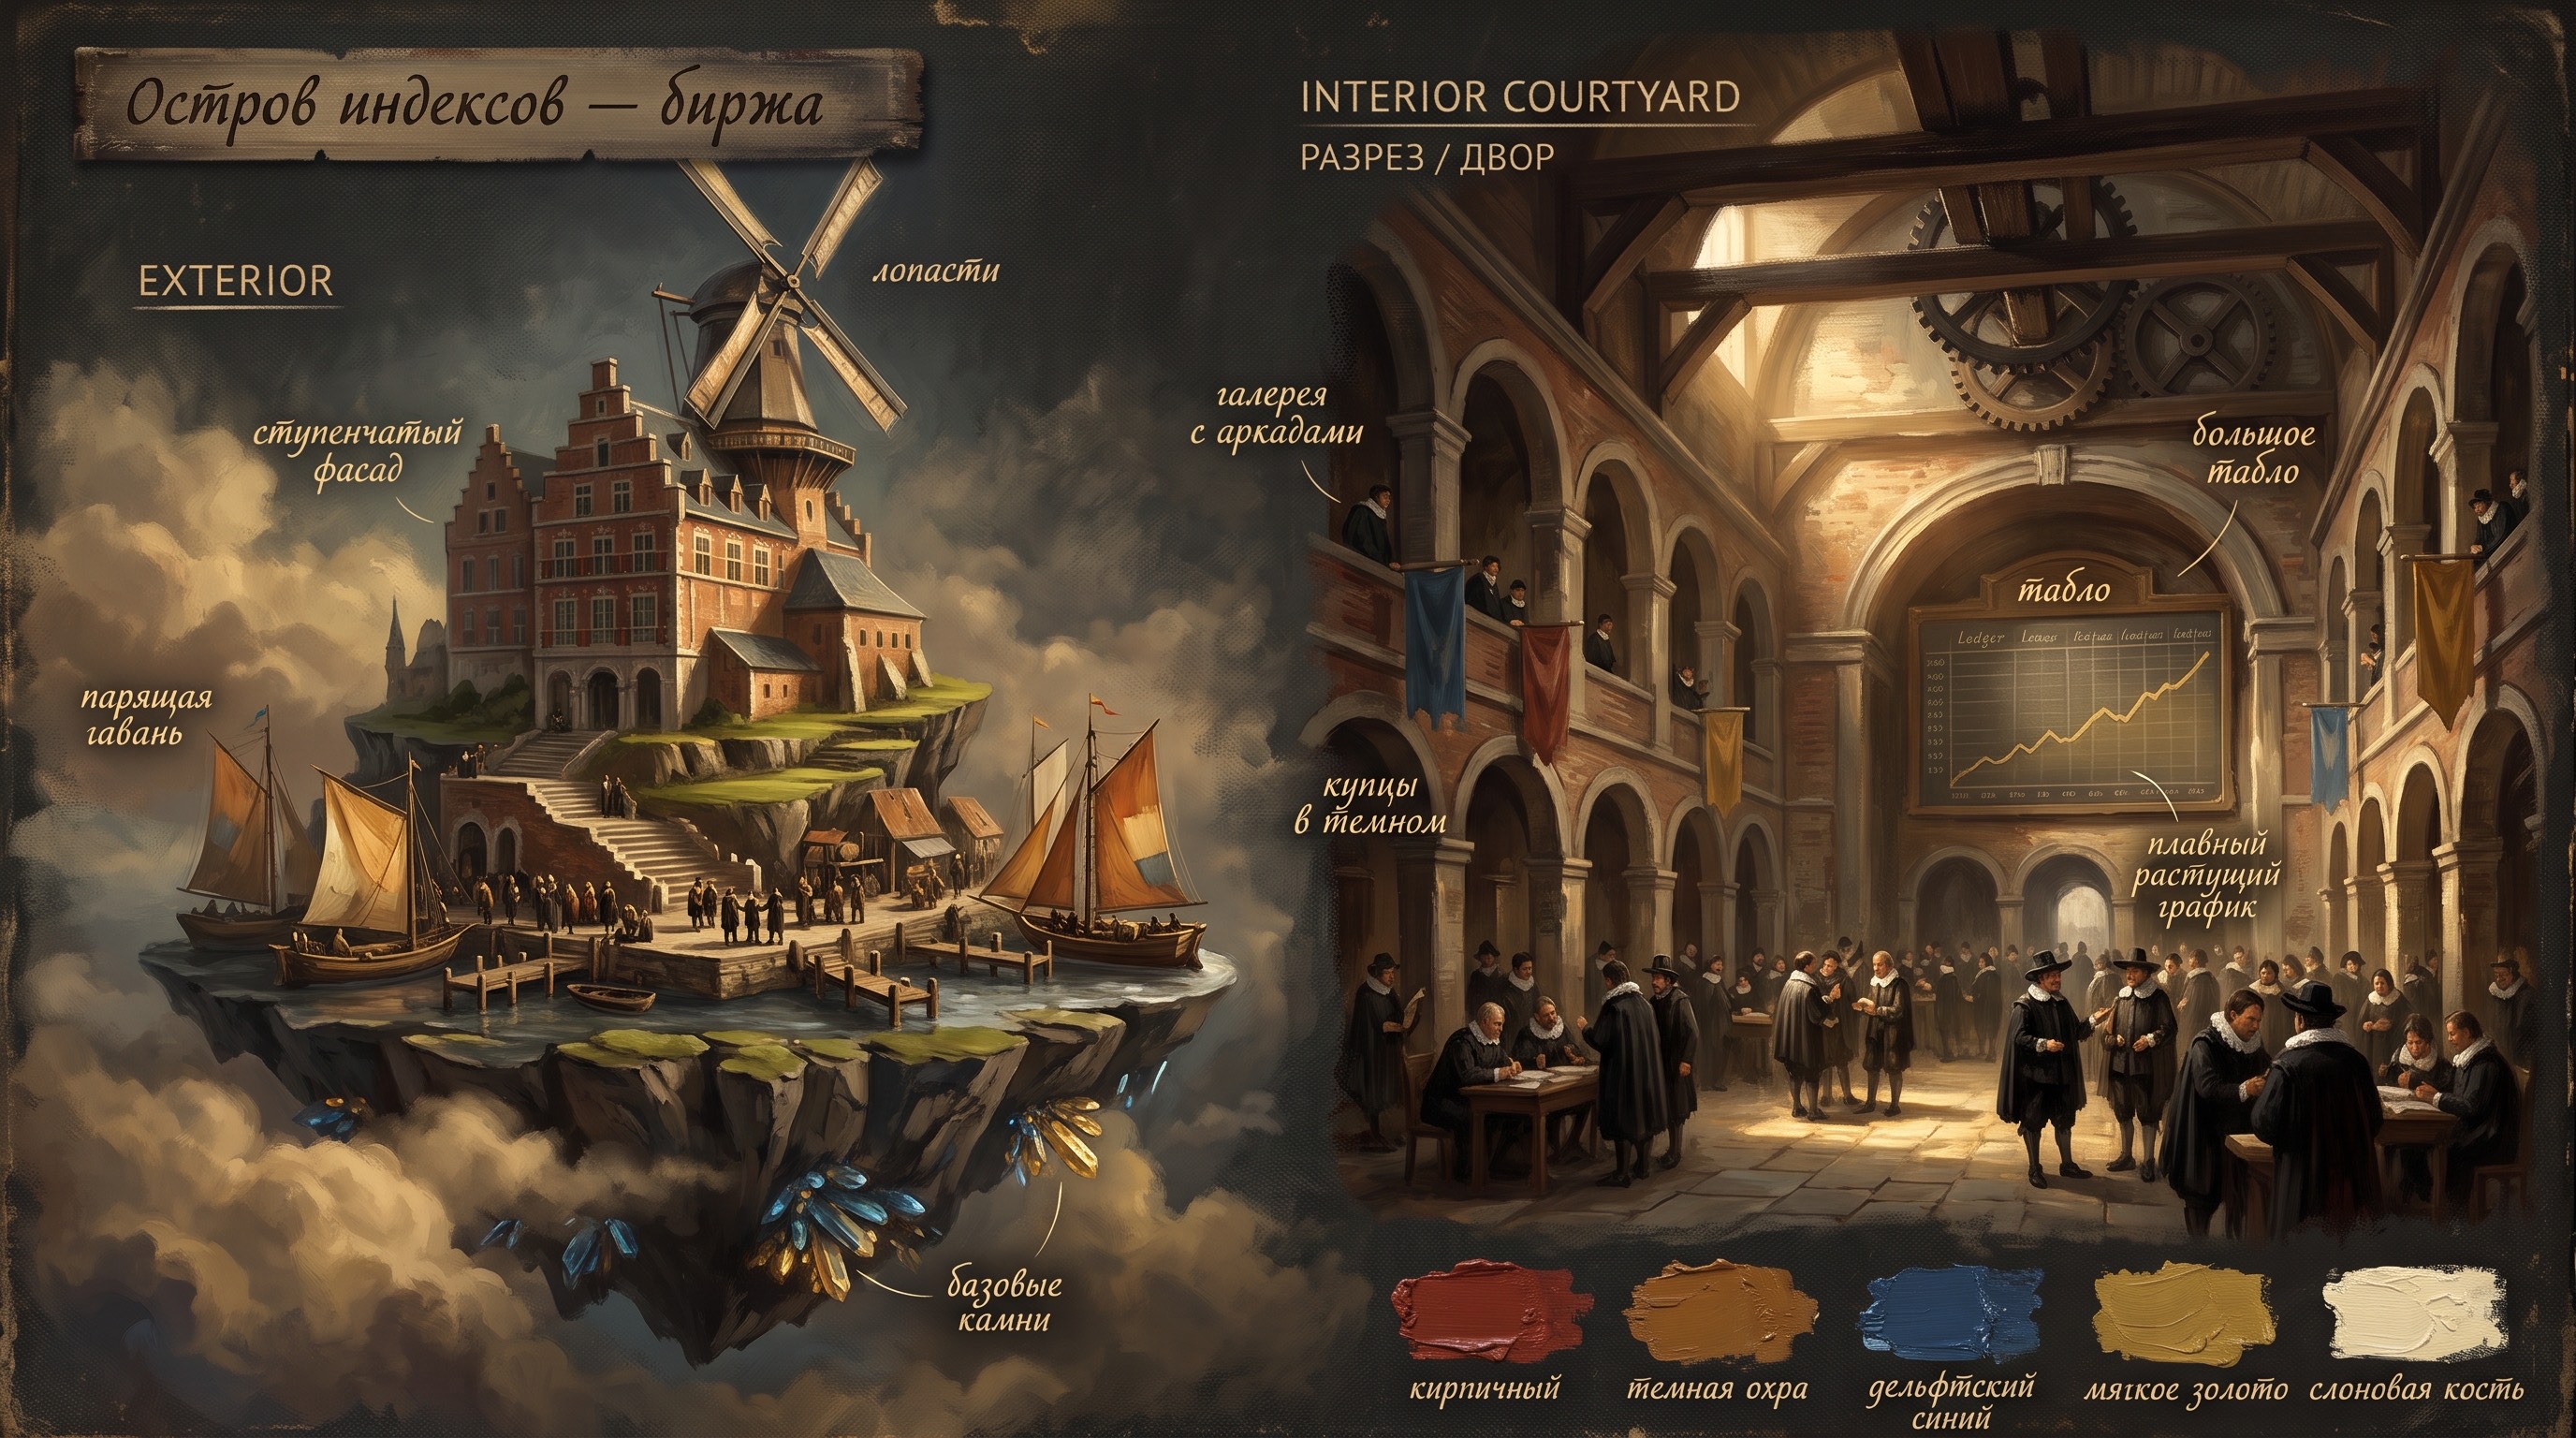 Остров индексов — биржа
EXTERIOR
лопасти
ступенчатый
фасад
парящая
гавань
базовые
камни
INTERIOR COURTYARD
РАЗРЕЗ / ДВОР
галерея
с аркадами
большое
табло
табло
Ledger
купцы
в темном
плавный
растущий
график
кирпичный
темная охра
дельфтский
синий
мягкое золото
слоновая кость